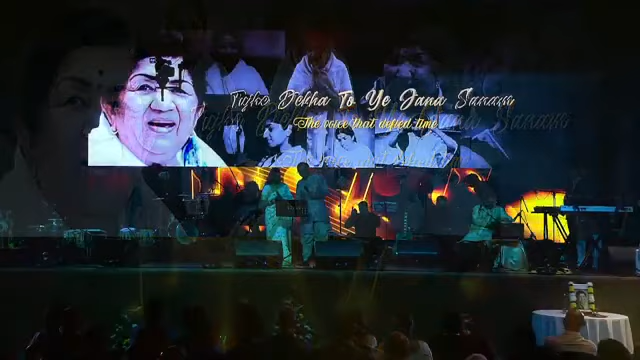 Tujhe Dekha To Ye Jana Sanam
The voice that defied time